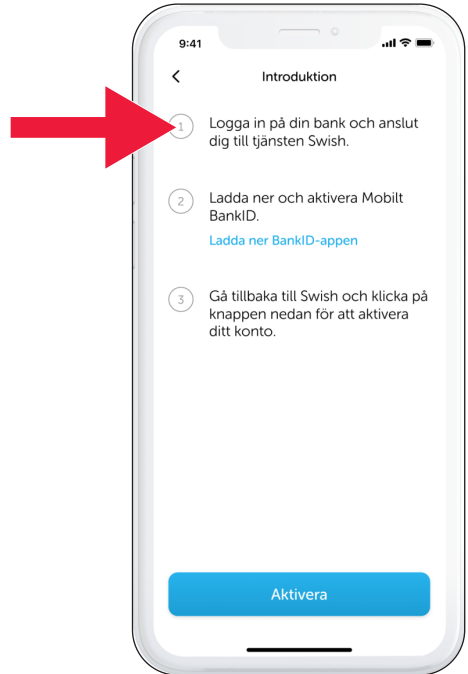 9:41
Introduktion
1
Logga in på din bank och anslut
dig till tjänsten Swish.
2
Ladda ner och aktivera Mobilt
BankID.
Ladda ner BankID-appen
3
Gå tillbaka till Swish och klicka på
knappen nedan för att aktivera
ditt konto.
Aktivera